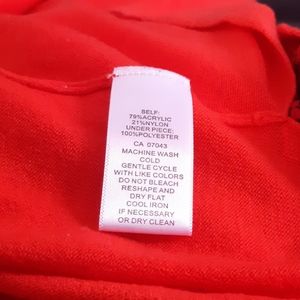 SELF:
79%ACRYLIC
21%NYLON
UNDER PIECE:
100%POLYESTER
CA 07043
MACHINE WASH
COLD
GENTLE CYCLE
WITH LIKE COLORS
DO NOT BLEACH
RESHAPE AND
DRY FLAT
COOL IRON
IF NECESSARY
OR DRY CLEAN